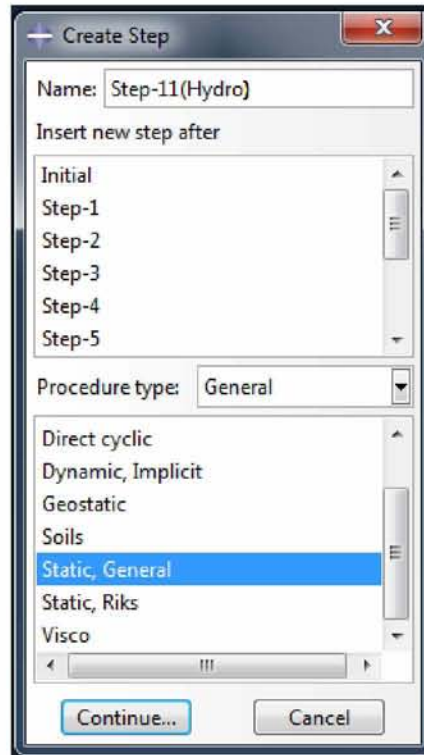 Create Step
Name: Step-11(Hydro)
Insert new step after
Initial
Step-1
Step-2
Step-3
Step-4
Step-5
Procedure type: General
Direct cyclic
Dynamic, Implicit
Geostatic
Soils
Static, General
Static, Riks
Visco
Continue... Cancel